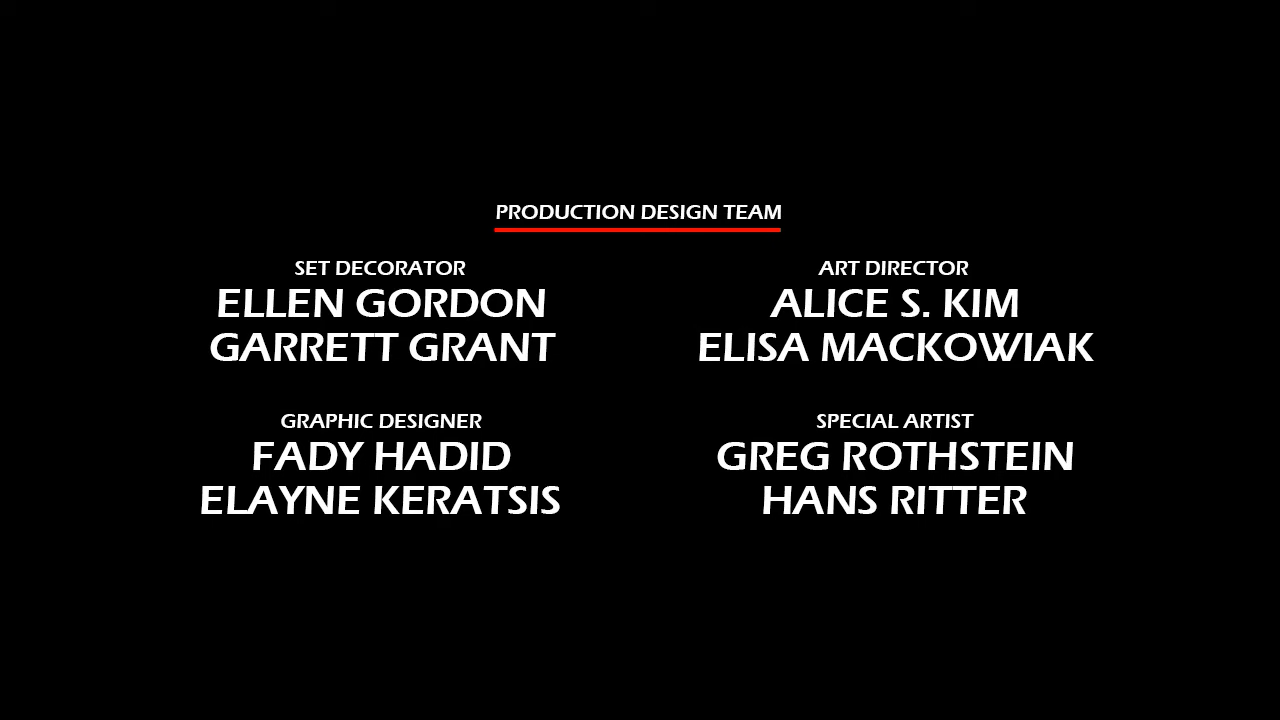 PRODUCTION DESIGN TEAM
SET DECORATOR
ELLEN GORDON
GARRETT GRANT
ART DIRECTOR
ALICE S. KIM
ELISA MACKOWIAK
GRAPHIC DESIGNER
FADY HADID
ELAYNE KERATSIS
SPECIAL ARTIST
GREG ROTHSTEIN
HANS RITTER